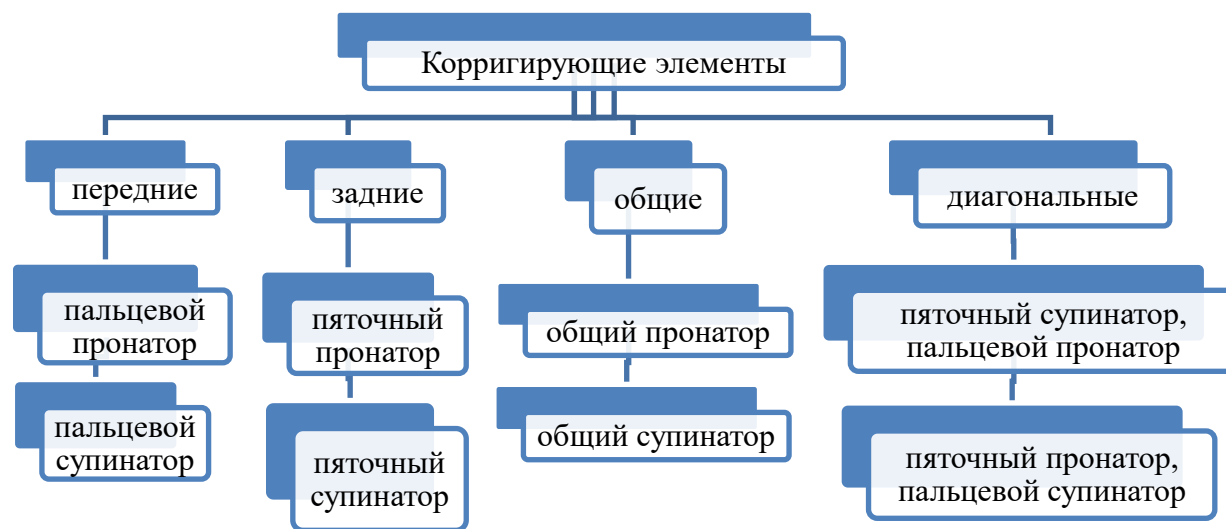 Корригирующие элементы
передние
задние
общие
диагональные
пальцевой
пронатор
пяточный
пронатор
общий пронатор
пяточный супинатор,
пальцевой пронатор
пальцевой
супинатор
пяточный
супинатор
общий супинатор
пяточный пронатор,
пальцевой супинатор